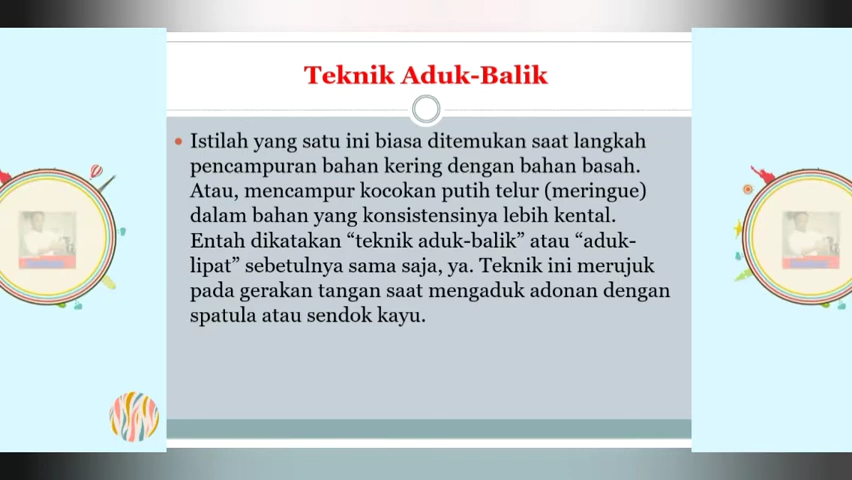 Teknik Aduk-Balik
Istilah yang satu ini biasa ditemukan saat langkah
pencampuran bahan kering dengan bahan basah.
Atau, mencampur kocokan putih telur (meringue)
dalam bahan yang konsistensinya lebih kental.
Entah dikatakan “teknik aduk-balik” atau “aduk-
lipat” sebetulnya sama saja, ya. Teknik ini merujuk
pada gerakan tangan saat mengaduk adonan dengan
spatula atau sendok kayu.